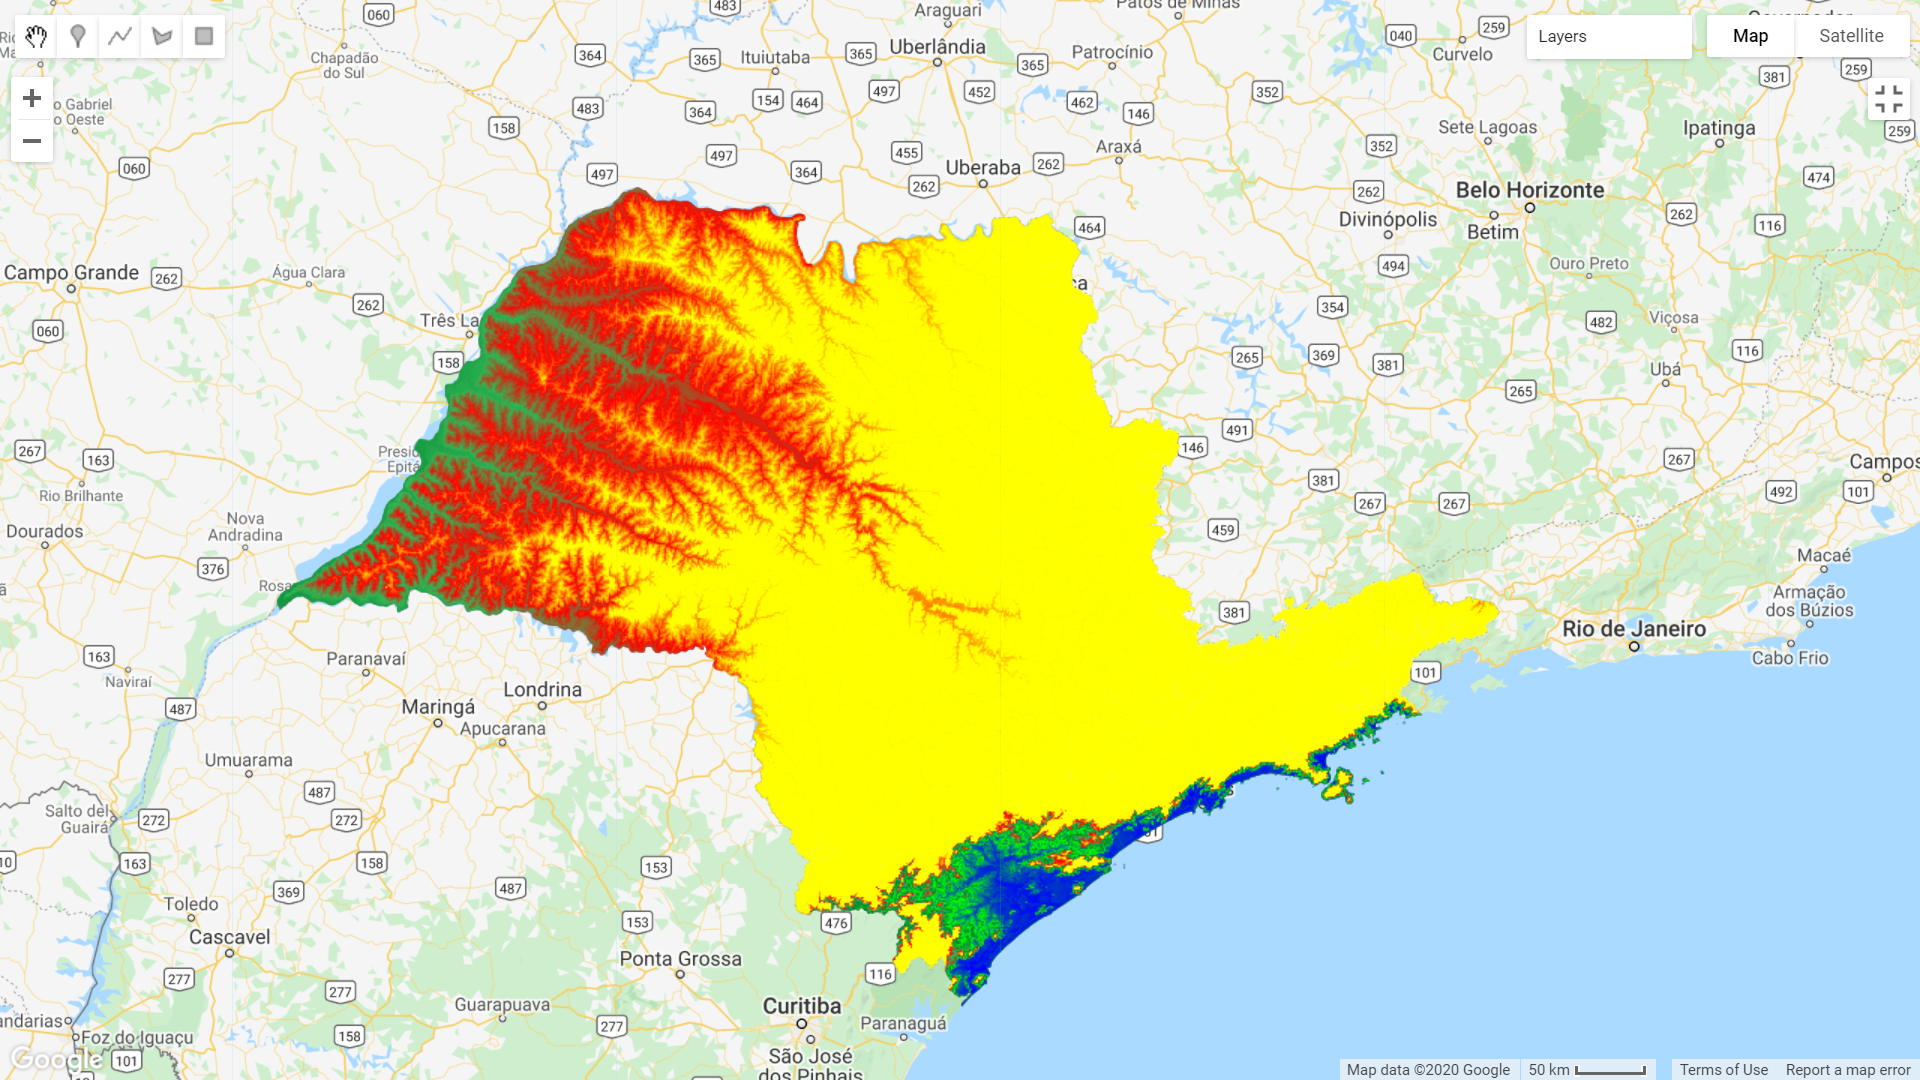 483
Araguari
Patos de Minas
060
259
040
Layers
Map
Satellite
Chapadão
do Sul
364
Ituiutaba
365
365
Uberlândia
365
Patrocínio
Curvelo
381
259
497
452
352
154
464
462
146
483
364
o Gabriel
o Oeste
158
Sete Lagoas
Ipatinga
259
497
455
Araxá
352
060
497
364
Uberaba
262
262
262
Belo Horizonte
474
Divinópolis
Betim
262
116
464
494
Ouro Preto
Campo Grande
262
Água Clara
262
ça
354
060
Três La
482
Viçosa
158
265
369
381
116
Ubá
265
491
267
163
Presid
Epitá
146
267
Campos
Rio Brilhante
381
267
267
492
101
Dourados
Nova
Andradina
459
376
Macaé
Rosa
Armação
dos Búzios
381
Rio de Janeiro
163
Paranavaí
Cabo Frio
Naviraí
101
Londrina
487
Maringá
Apucarana
Umuarama
487
Salto del
Guairá
272
272
s
101
10
163
158
153
369
487
Toledo
153
476
Cascavel
Ponta Grossa
116
277
277
Guarapuava
Curitiba
andarias
277
Paranaguá
Foz do Iguaçu
158
Google
101
São José
dos Pinhais
Map data ©2020 Google
50 km
Terms of Use
Report a map error